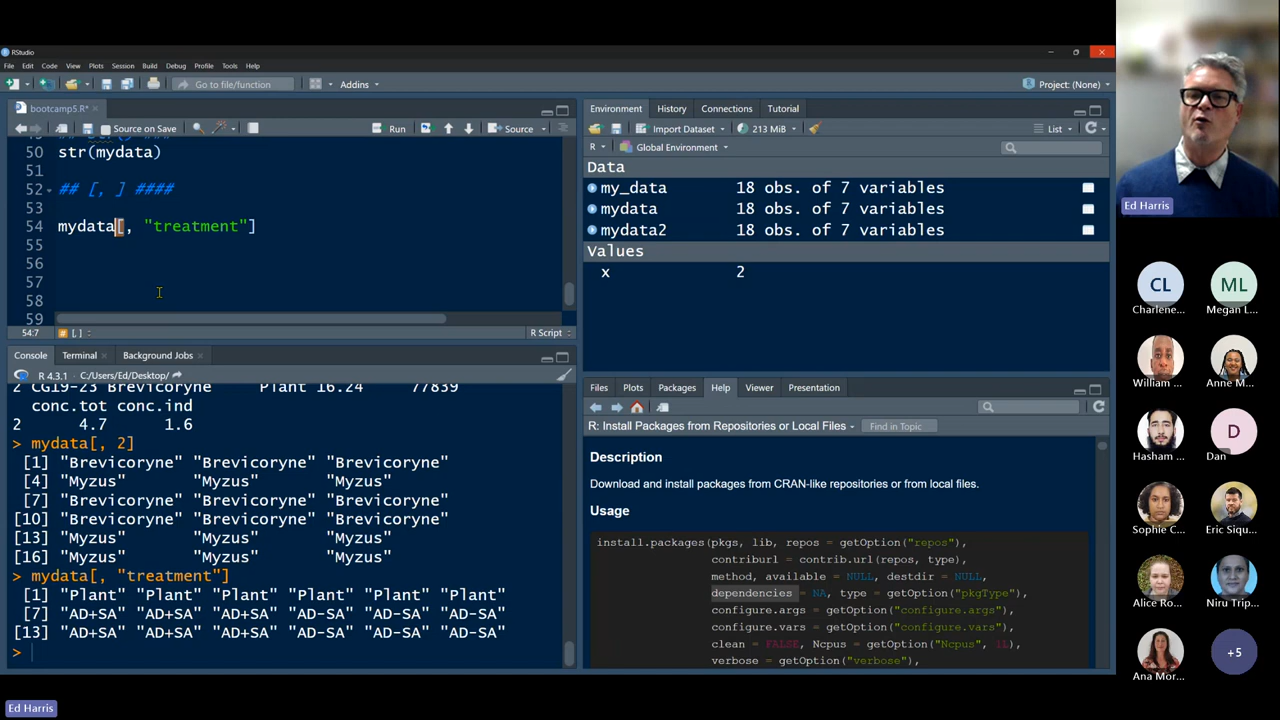 RStudio
File Edit Code View Plots Session Build Debug Profile Tools Help
Go to file/function
Addins
Project: (None)
bootcamp5.R*
Source on Save
Run
Source
50 str(mydata)
51
52 ## [, ] ####
53
54 mydata[, "treatment"]
55
56
57
58
59
54:7
[,]
R Script
Console Terminal Background Jobs
R 4.3.1 · C:/Users/Ed/Desktop/
2 CG19-23 Brevicoryne Plant 16.24 77839
conc.tot conc.ind
2 4.7 1.6
> mydata[, 2]
[1] "Brevicoryne" "Brevicoryne" "Brevicoryne"
[4] "Myzus" "Myzus" "Myzus"
[7] "Brevicoryne" "Brevicoryne" "Brevicoryne"
[10] "Brevicoryne" "Brevicoryne" "Brevicoryne"
[13] "Myzus" "Myzus" "Myzus"
[16] "Myzus" "Myzus" "Myzus"
> mydata[, "treatment"]
[1] "Plant" "Plant" "Plant" "Plant" "Plant" "Plant"
[7] "AD+SA" "AD+SA" "AD+SA" "AD-SA" "AD-SA" "AD-SA"
[13] "AD+SA" "AD+SA" "AD+SA" "AD-SA" "AD-SA" "AD-SA"
>
Environment History Connections Tutorial
Import Dataset
213 MiB
List
R
Global Environment
Data
my_data 18 obs. of 7 variables
mydata 18 obs. of 7 variables
mydata2 18 obs. of 7 variables
Values
x 2
Files Plots Packages Help Viewer Presentation
R: Install Packages from Repositories or Local Files
Find in Topic
Description
Download and install packages from CRAN-like repositories or from local files.
Usage
install.packages(pkgs, lib, repos = getOption("repos"),
contriburl = contrib.url(repos, type),
method, available = NULL, destdir = NULL,
dependencies = NA, type = getOption("pkgType"),
configure.args = getOption("configure.args"),
configure.vars = getOption("configure.vars"),
clean = FALSE, Ncpus = getOption("Ncpus", 1L),
verbose = getOption("verbose"),
Ed Harris
CL
Charlene...
ML
Megan L...
William ...
Anne M...
Hasham ...
D
Dan
Sophie C...
Eric Siqu...
Alice Ro...
Niru Trip...
Ana Mor...
+5
Ed Harris